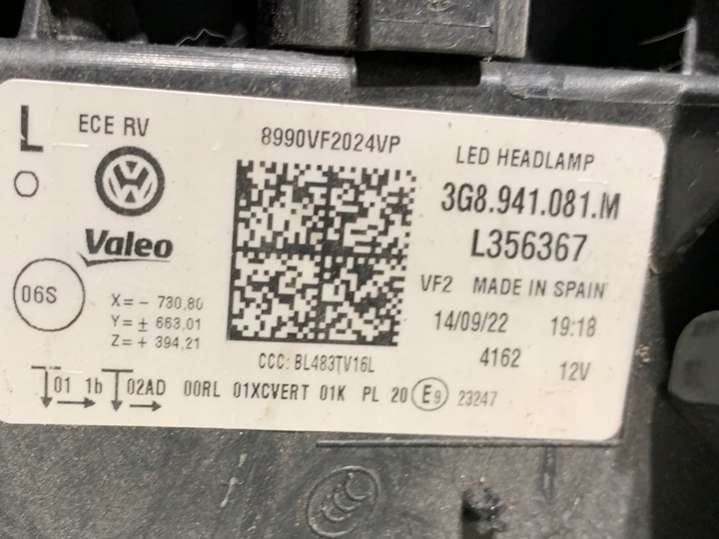 L
ECE RV
Valeo
06S
X= - 730,80
Y= ± 663,01
Z= + 394,21
8990VF2024VP
CCC: BL483TV16L
LED HEADLAMP
3G8.941.081.M
L356367
VF2 MADE IN SPAIN
14/09/22 19:18
4162 12V
01 1b 02AD 00RL 01XCVERT 01K PL 20 E9 23247